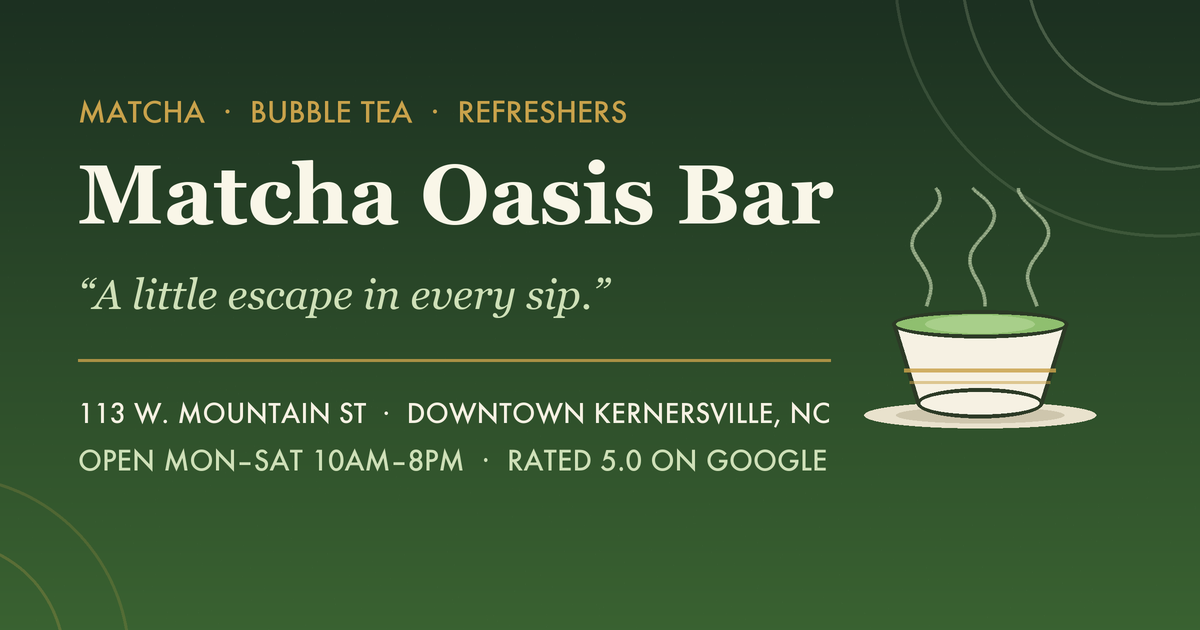 MATCHA · BUBBLE TEA · REFRESHERS
Matcha Oasis Bar
“A little escape in every sip.”
113 W. MOUNTAIN ST · DOWNTOWN KERNERSVILLE, NC
OPEN MON–SAT 10AM–8PM · RATED 5.0 ON GOOGLE